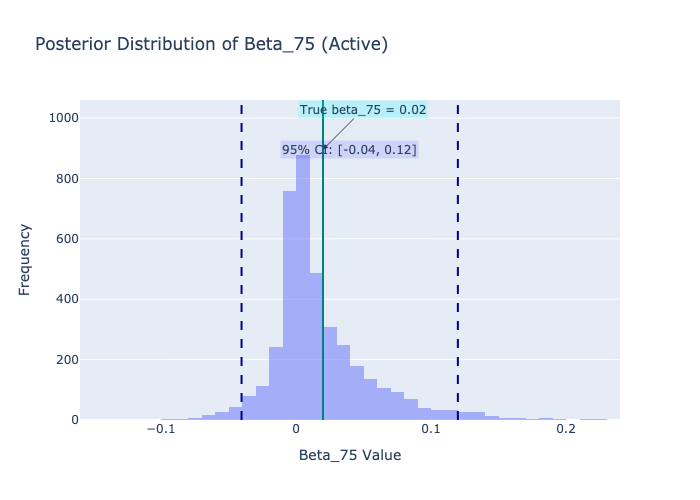 Posterior Distribution of Beta_75 (Active)
True beta_75 = 0.02
95% CI: [-0.04, 0.12]
1000
800
600
400
200
0
Frequency
−0.1
0
0.1
0.2
Beta_75 Value